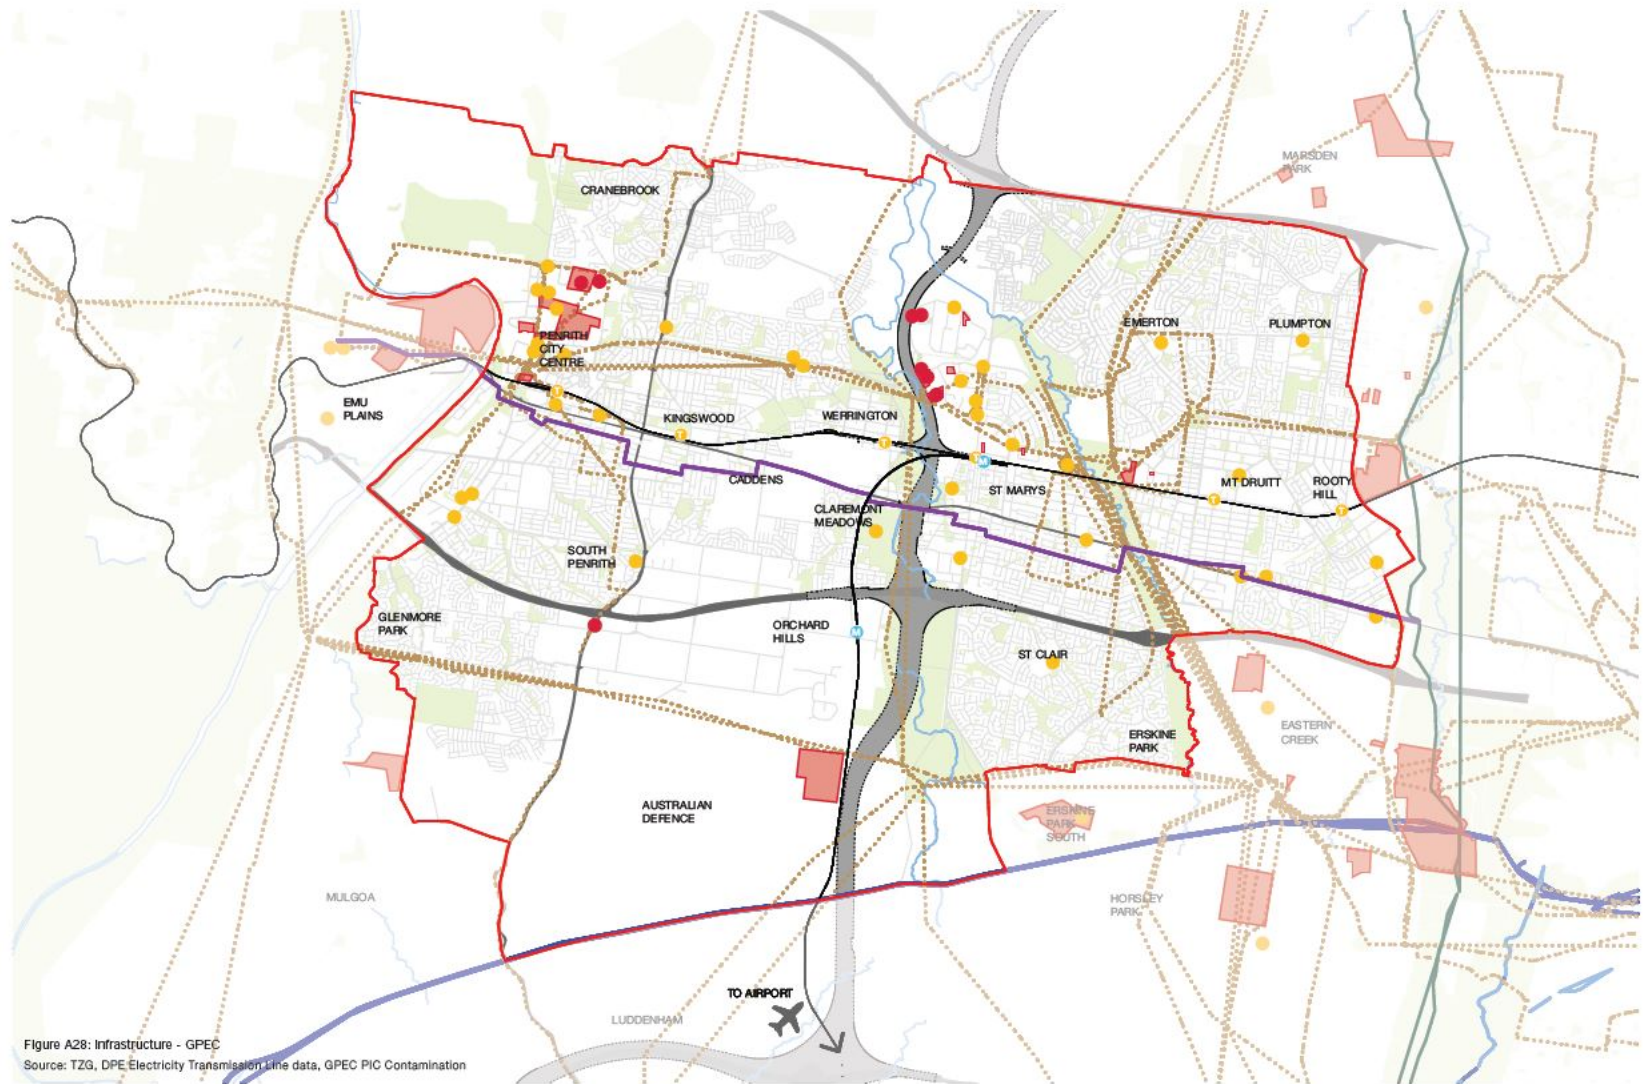 MARSDEN
PARK
CRANEBROOK
EMERTON
PLUMPTON
PENRITH
CITY
CENTRE
EMU
PLAINS
KINGSWOOD
WERRINGTON
T
T
T
T
M
CADDENS
ST MARYS
MT DRUITT
ROOTY
HILL
T
T
CLAREMONT
MEADOWS
SOUTH
PENRITH
GLENMORE
PARK
ORCHARD
HILLS
M
ST CLAIR
ERSKINE
PARK
EASTERN
CREEK
AUSTRALIAN
DEFENCE
ERSKINE
PARK
SOUTH
MULGOA
HORSLEY
PARK
TO AIRPORT
LUDDENHAM
Figure A28: Infrastructure - GPEC
Source: TZG, DPE Electricity Transmission Line data, GPEC PIC Contamination